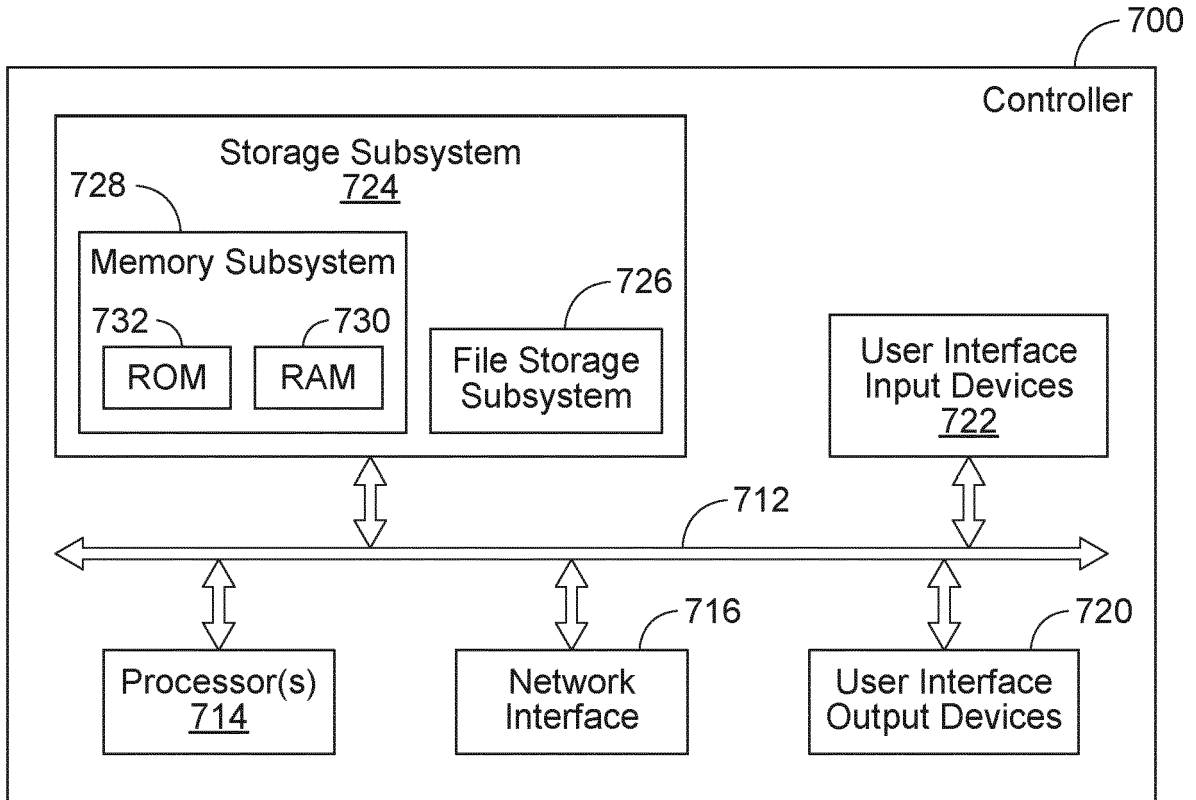 700
Controller
Storage Subsystem
724
728
Memory Subsystem
732
730
ROM
RAM
726
File Storage
Subsystem
User Interface
Input Devices
722
712
716
720
Processor(s)
714
Network
Interface
User Interface
Output Devices